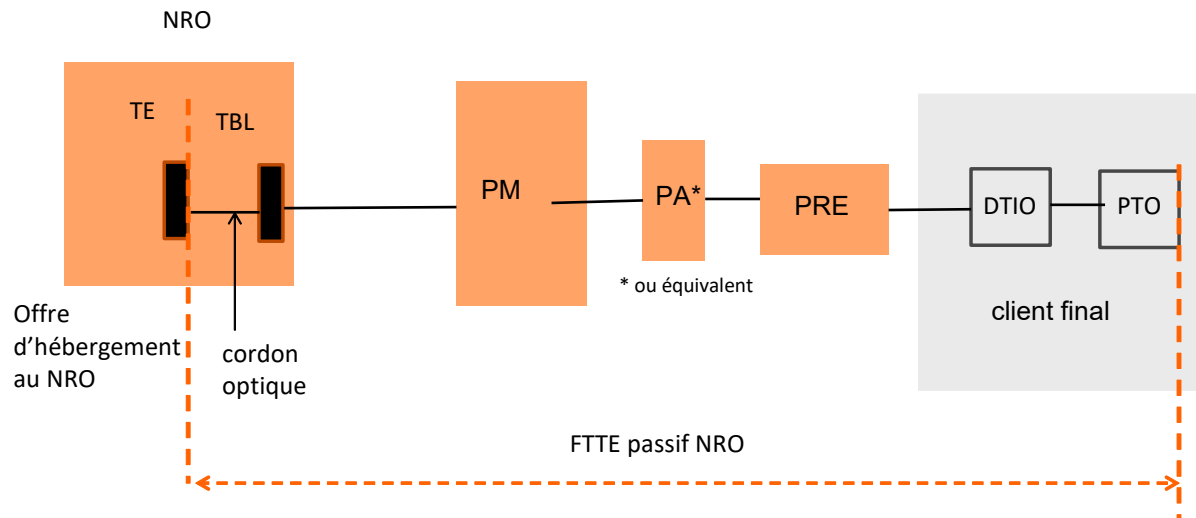 NRO
TE
TBL
PM
PA*
PRE
DTIO
PTO
* ou équivalent
client final
Offre
d’hébergement
au NRO
cordon
optique
FTTE passif NRO